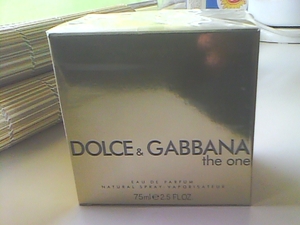 DOLCE & GABBANA
the one
EAU DE PARFUM
NATURAL SPRAY VAPORISATEUR
75ml e 2.5 FL.OZ.